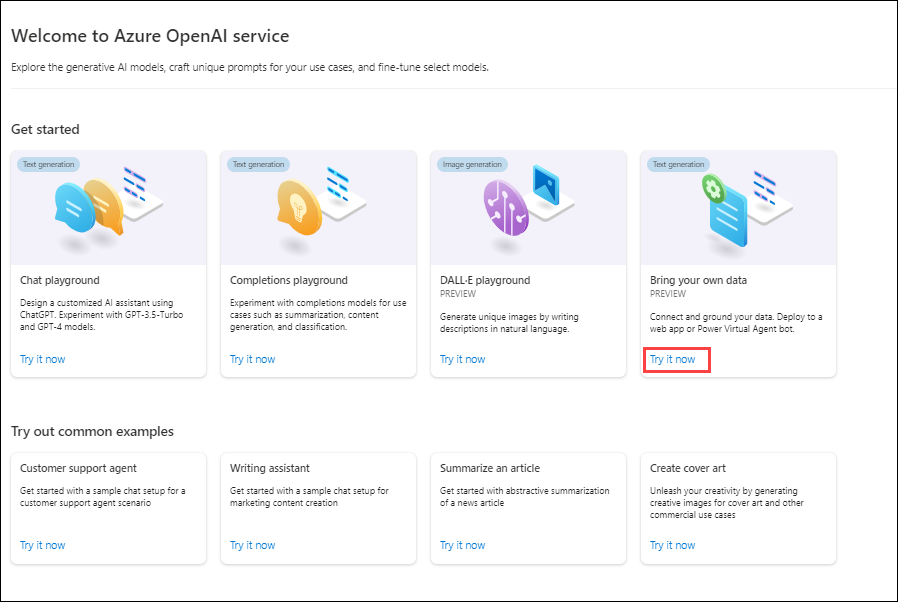 Welcome to Azure OpenAI service
Explore the generative AI models, craft unique prompts for your use cases, and fine-tune select models.
Get started
Text generation
Chat playground
Design a customized AI assistant using
ChatGPT. Experiment with GPT-3.5-Turbo
and GPT-4 models.
Try it now
Text generation
Completions playground
Experiment with completions models for use
cases such as summarization, content
generation, and classification.
Try it now
Image generation
DALL·E playground
PREVIEW
Generate unique images by writing
descriptions in natural language.
Try it now
Text generation
Bring your own data
PREVIEW
Connect and ground your data. Deploy to a
web app or Power Virtual Agent bot.
Try it now
Try out common examples
Customer support agent
Get started with a sample chat setup for a
customer support agent scenario
Try it now
Writing assistant
Get started with a sample chat setup for
marketing content creation
Try it now
Summarize an article
Get started with abstractive summarization
of a news article
Try it now
Create cover art
Unleash your creativity by generating
creative images for cover art and other
commercial use cases
Try it now